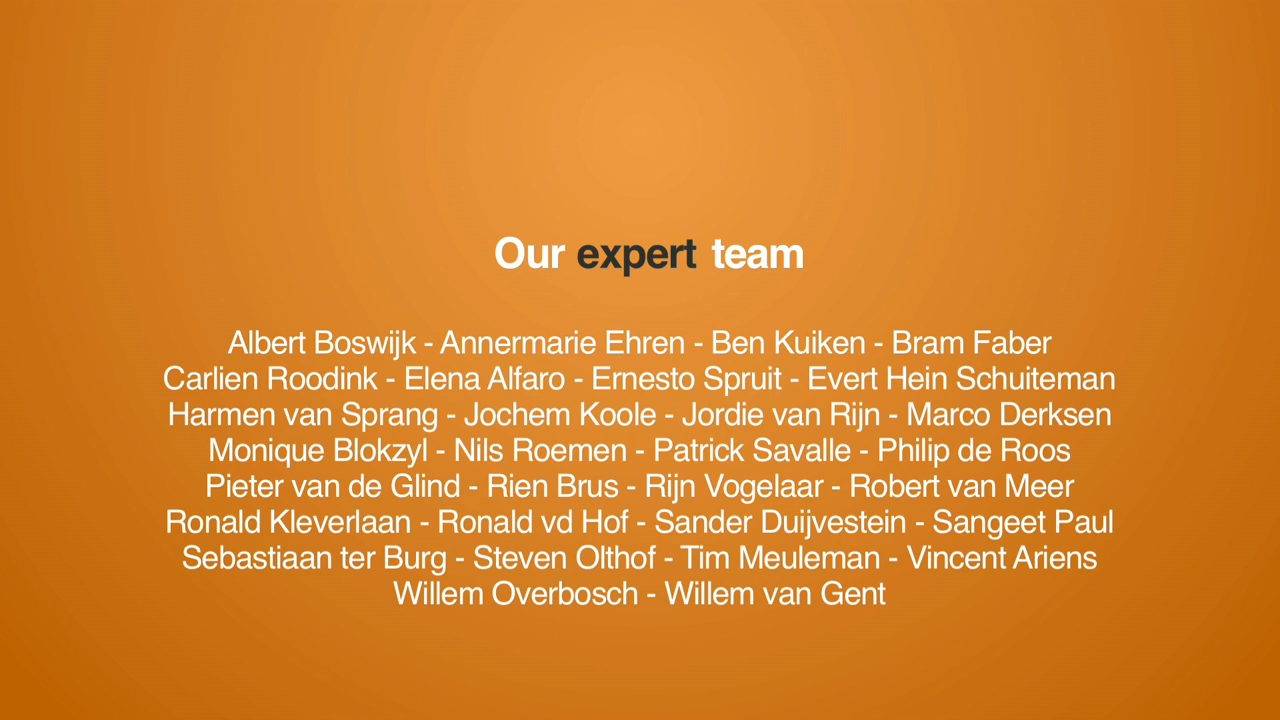 Our expert team
Albert Boswijk - Annermarie Ehren - Ben Kuiken - Bram Faber
Carlien Roodink - Elena Alfaro - Ernesto Spruit - Evert Hein Schuiteman
Harmen van Sprang - Jochem Koole - Jordie van Rijn - Marco Derksen
Monique Blokzyl - Nils Roemen - Patrick Savalle - Philip de Roos
Pieter van de Glind - Rien Brus - Rijn Vogelaar - Robert van Meer
Ronald Kleverlaan - Ronald vd Hof - Sander Duijvestein - Sangeet Paul
Sebastiaan ter Burg - Steven Olthof - Tim Meuleman - Vincent Ariens
Willem Overbosch - Willem van Gent